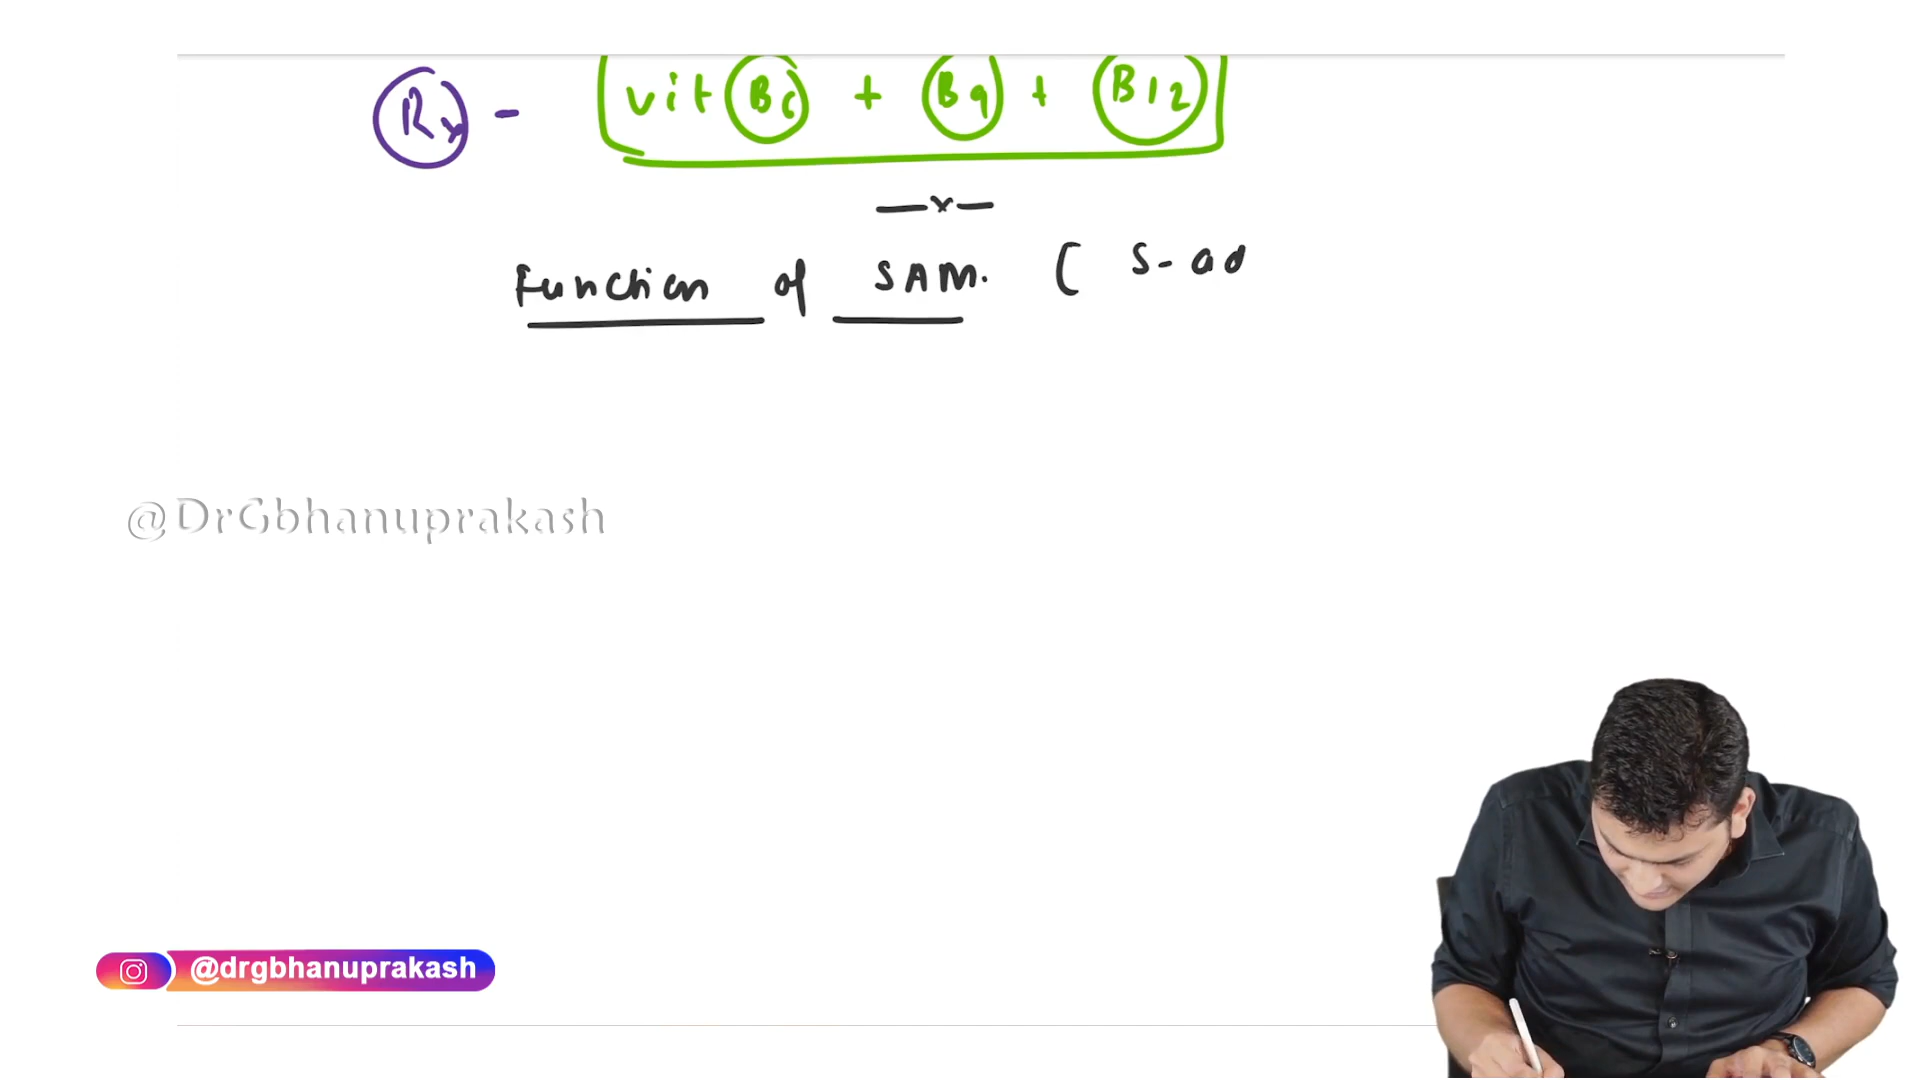 Rx - vit B6 + B9 + B12
—x—
Function of SAM. ( S-ad
@DrGbhanuprakash
@drgbhanuprakash